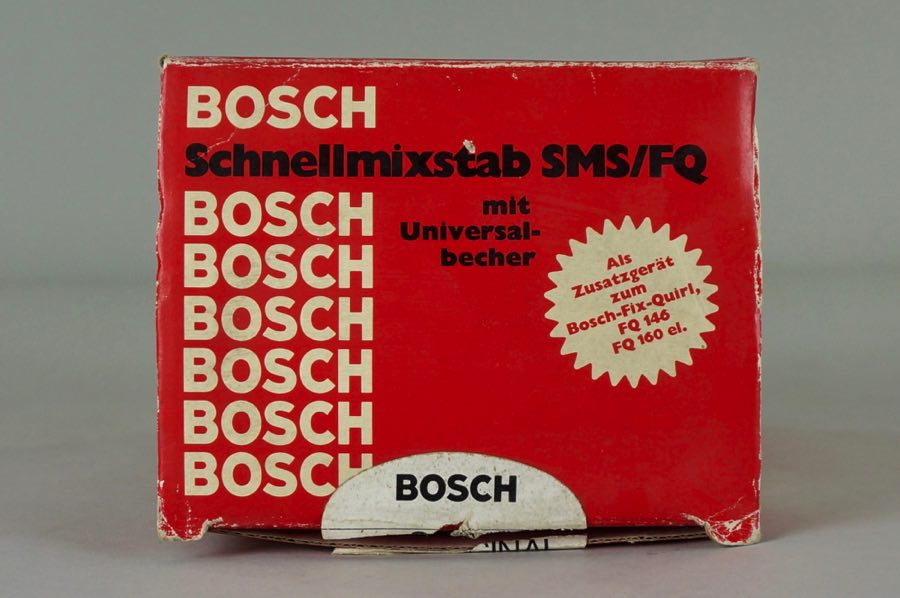 BOSCH
Schnellmixstab SMS/FQ
mit
Universal-
becher
BOSCH
BOSCH
BOSCH
BOSCH
BOSCH
BOSCH
Als
Zusatzgerät
zum
Bosch-Fix-Quirl,
FQ 146
FQ 160 el.
BOSCH